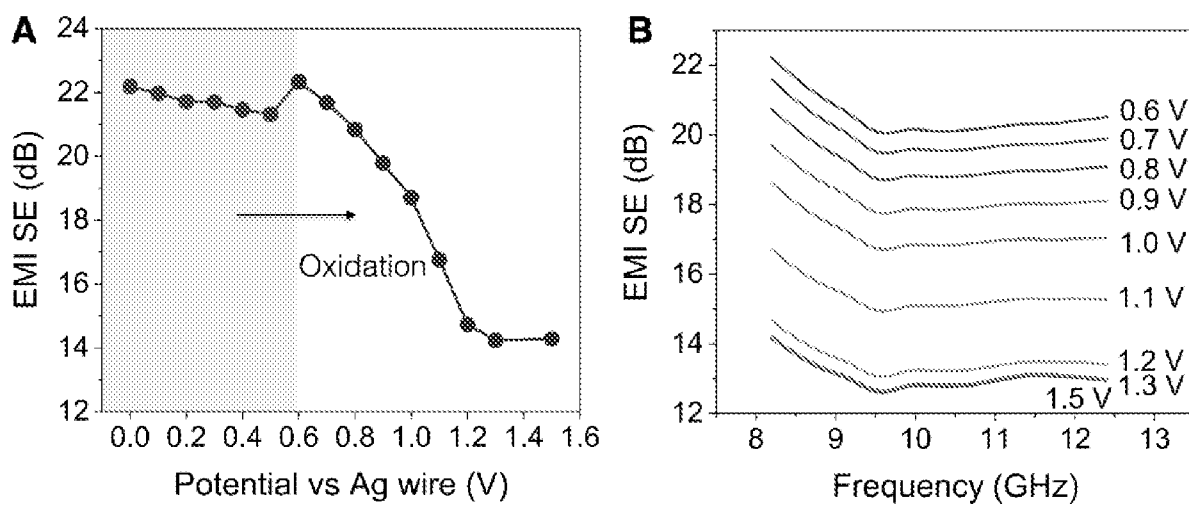 A
24
22
20
18
16
14
12
EMI SE (dB)
Oxidation
0.0 0.2 0.4 0.6 0.8 1.0 1.2 1.4 1.6
Potential vs Ag wire (V)
B
22
20
18
16
14
12
EMI SE (dB)
0.6 V
0.7 V
0.8 V
0.9 V
1.0 V
1.1 V
1.2 V
1.3 V
1.5 V
8 9 10 11 12 13
Frequency (GHz)